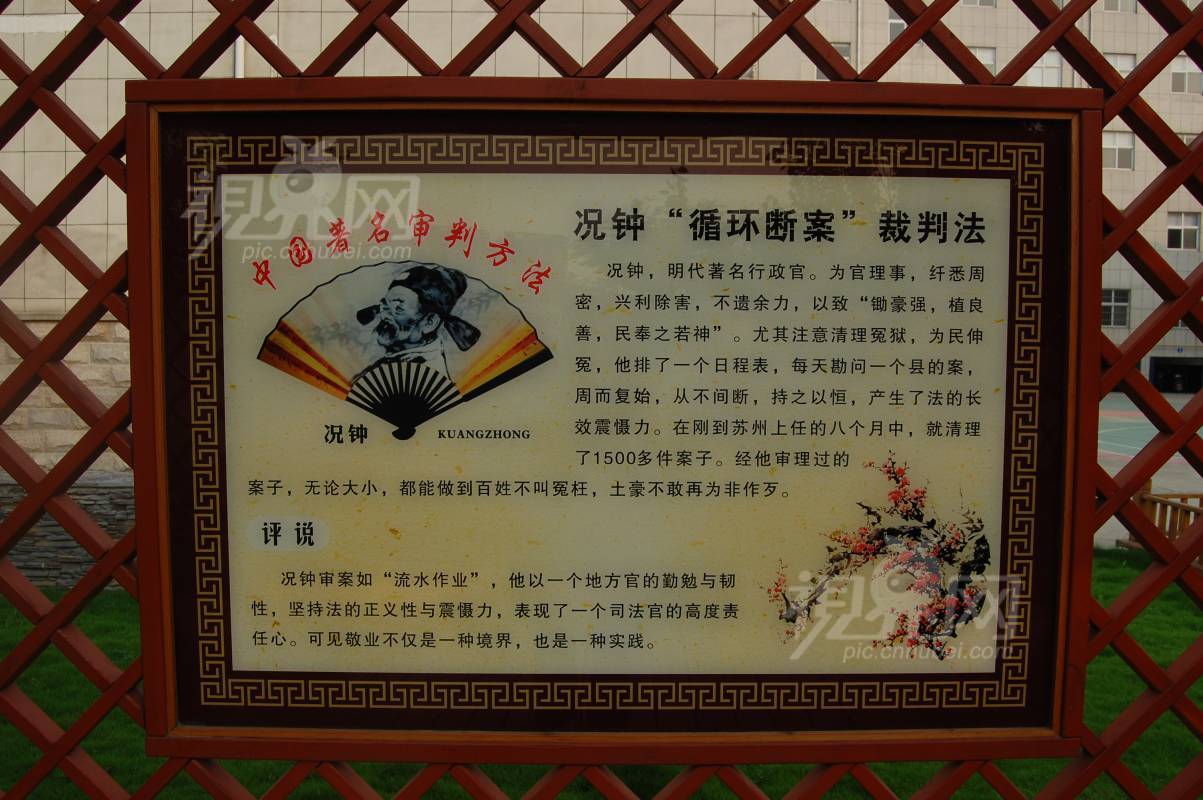 視界网
pic.cnhubei.com
中国著名审判方法
况钟“循环断案”裁判法
况钟，明代著名行政官。为官理事，纤悉周
密，兴利除害，不遗余力，以致“锄豪强，植良
善，民奉之若神”。尤其注意清理冤狱，为民伸
冤，他排了一个日程表，每天勘问一个县的案，
周而复始，从不间断，持之以恒，产生了法的长
效震慑力。在刚到苏州上任的八个月中，就清理
了1500多件案子。经他审理过的
案子，无论大小，都能做到百姓不叫冤枉，土豪不敢再为非作歹。
况钟 KUANGZHONG
评说
况钟审案如“流水作业”，他以一个地方官的勤勉与韧
性，坚持法的正义性与震慑力，表现了一个司法官的高度责
任心。可见敬业不仅是一种境界，也是一种实践。
視界网
pic.cnhubei.com